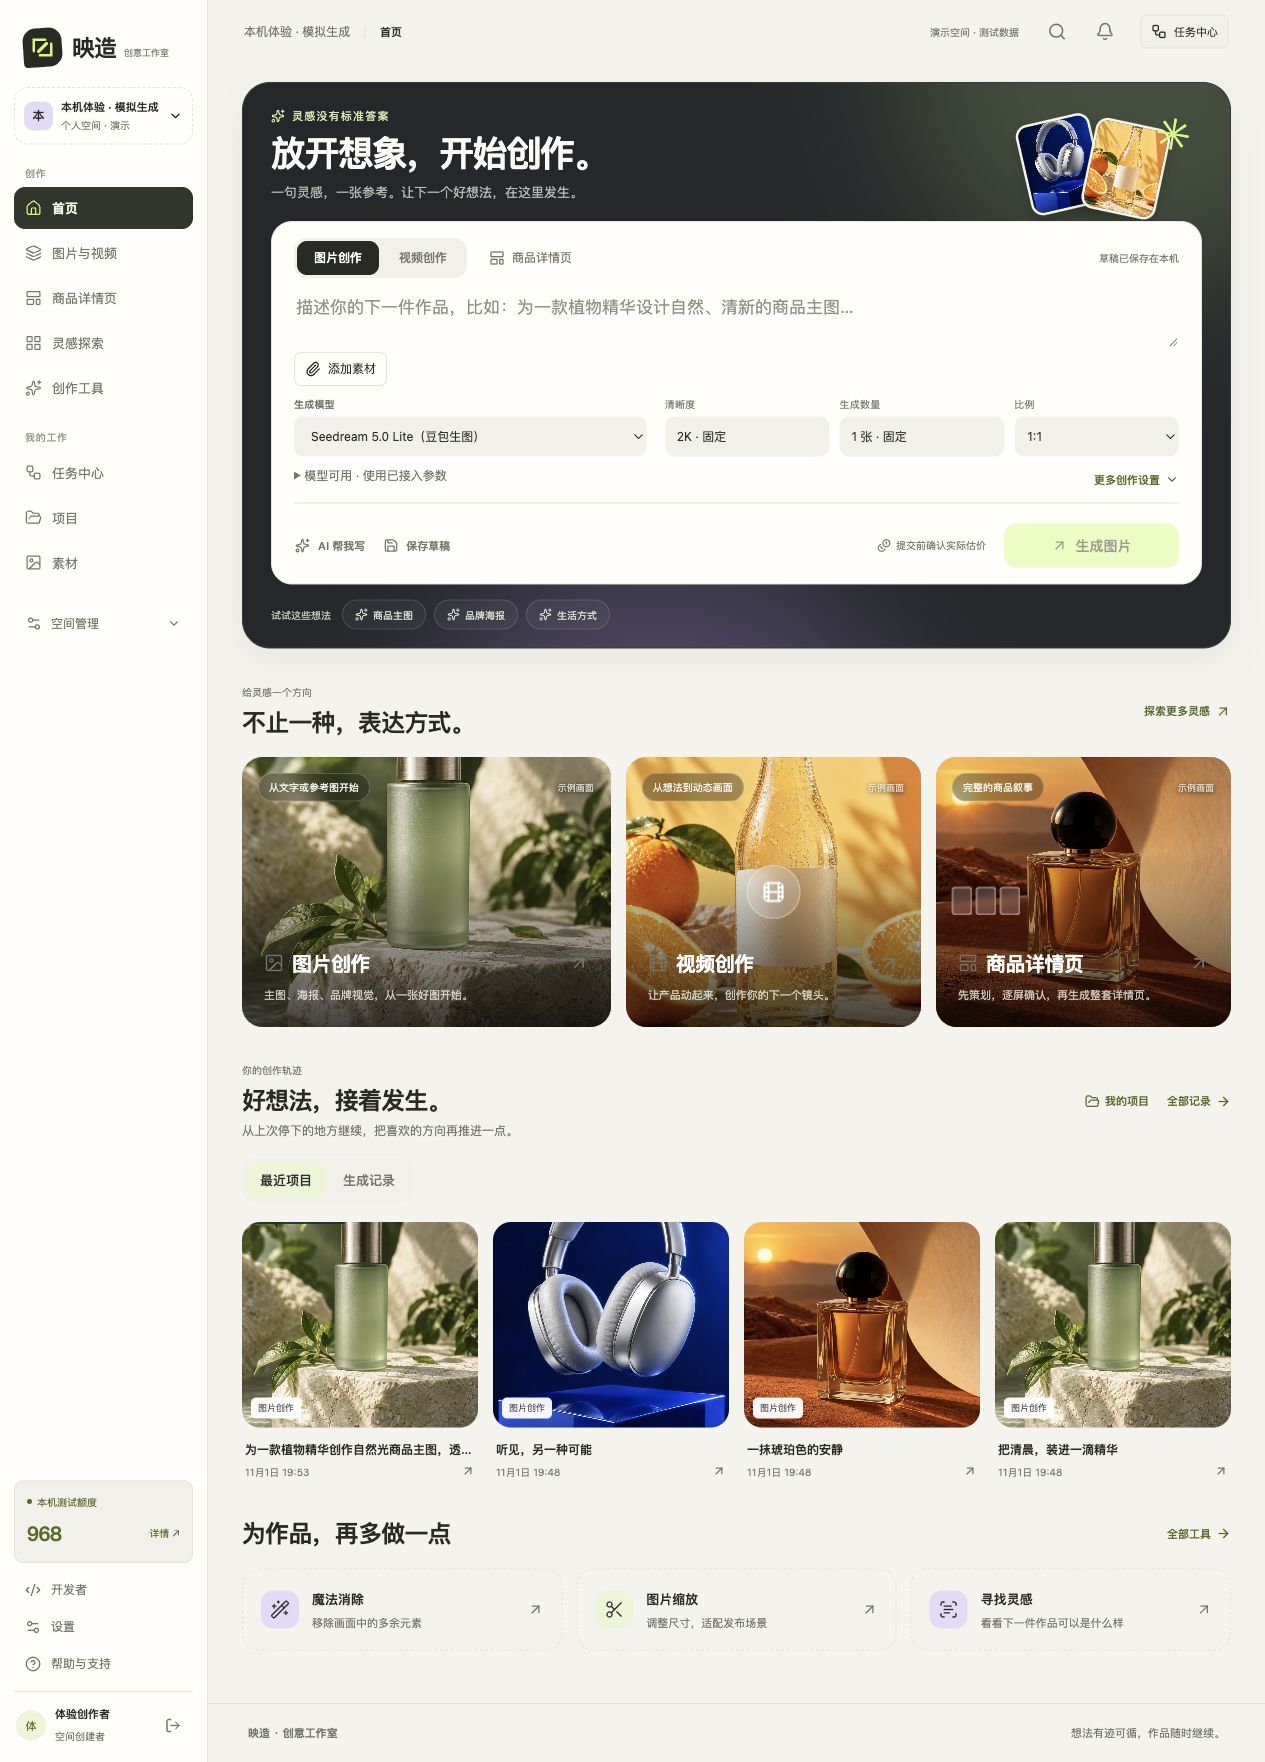 映造 创意工作室
本 本机体验 · 模拟生成
个人空间 · 演示
创作
首页
图片与视频
商品详情页
灵感探索
创作工具
我的工作
任务中心
项目
素材
空间管理
本机测试额度
968 详情
开发者
设置
帮助与支持
体 体验创作者
空间创建者
本机体验 · 模拟生成 / 首页
演示空间 · 测试数据 任务中心
灵感没有标准答案
放开想象，开始创作。
一句灵感，一张参考。让下一个好想法，在这里发生。
图片创作 视频创作 商品详情页 草稿已保存在本机
描述你的下一件作品，比如：为一款植物精华设计自然、清新的商品主图...
添加素材
生成模型 清晰度 生成数量 比例
Seedream 5.0 Lite（豆包生图） 2K · 固定 1 张 · 固定 1:1
模型可用 · 使用已接入参数 更多创作设置
AI 帮我写 保存草稿 提交前确认实际估价 生成图片
试试这些想法 商品主图 品牌海报 生活方式
给灵感一个方向
不止一种，表达方式。 探索更多灵感
从文字或参考图开始 示例画面
图片创作
主图、海报、品牌视觉，从一张好图开始。
从想法到动态画面 示例画面
视频创作
让产品动起来，创作你的下一个镜头。
完整的商品叙事 示例画面
商品详情页
先策划，逐屏确认，再生成整套详情页。
你的创作轨迹
好想法，接着发生。 我的项目 全部记录
从上次停下的地方继续，把喜欢的方向再推进一点。
最近项目 生成记录
图片创作 图片创作 图片创作 图片创作
为一款植物精华创作自然光商品主图，透... 听见，另一种可能 一抹琥珀色的安静 把清晨，装进一滴精华
11月1日 19:53 11月1日 19:48 11月1日 19:48 11月1日 19:48
为作品，再多做一点 全部工具
魔法消除
移除画面中的多余元素
图片缩放
调整尺寸，适配发布场景
寻找灵感
看看下一件作品可以是什么样
映造 · 创意工作室 想法有迹可循，作品随时继续。